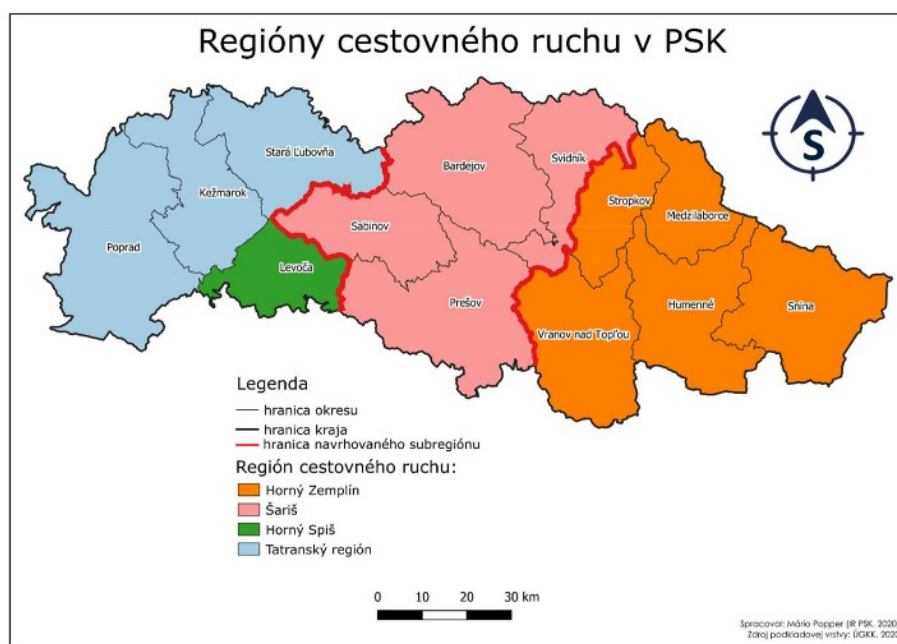 Regióny cestovného ruchu v PSK
S
Stará Ľubovňa
Bardejov
Svidník
Kežmarok
Stropkov
Medzilaborce
Sabinov
Poprad
Levoča
Prešov
Humenné
Snina
Vranov nad Topľou
Legenda
hranica okresu
hranica kraja
hranica navrhovaného subregiónu
Región cestovného ruchu:
Horný Zemplín
Šariš
Horný Spiš
Tatranský región
0 10 20 30 km
Spracoval: Mário Popper (IR PSK, 2020)
Zdroj podkladovej vrstvy: ÚGKK, 2020